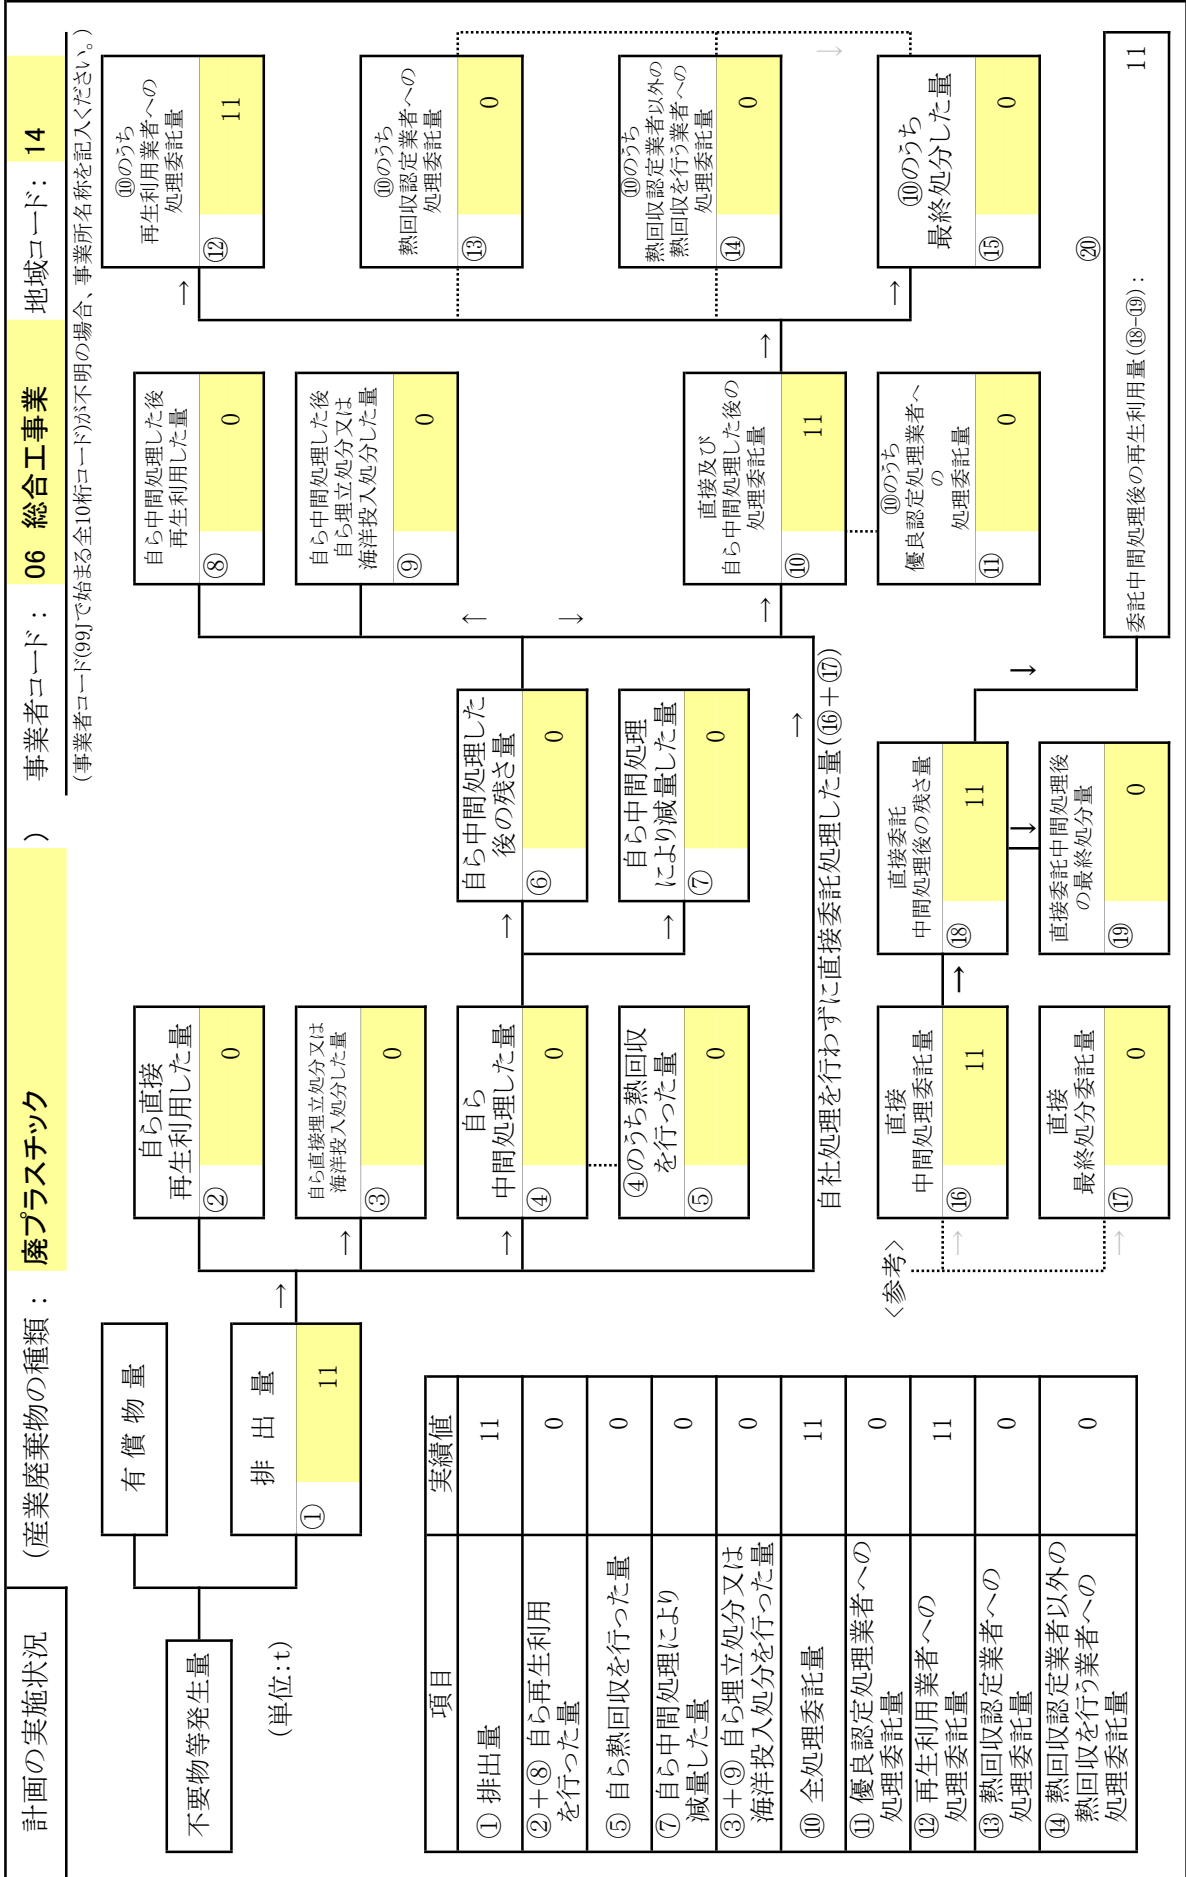 計画の実施状況 (産業廃棄物の種類: 廃プラスチック ) 事業者コード: 06 総合工事業 地域コード: 14
(事業者コード(99Jで始まる全10桁コード)が不明の場合、事業所名称を記入ください。)
不要物等発生量
(単位:t)
有償物量
排出量
① 11
自ら直接
再生利用した量
② 0
自ら直接埋立処分又は
海洋投入処分した量
③ 0
自ら
中間処理した量
④ 0
④のうち熱回収
を行った量
⑤ 0
自ら中間処理した
後の残さ量
⑥ 0
自ら中間処理
により減量した量
⑦ 0
自ら中間処理した後
再生利用した量
⑧ 0
自ら中間処理した後
自ら埋立処分又は
海洋投入処分した量
⑨ 0
直接及び
自ら中間処理した後の
処理委託量
⑩ 11
⑩のうち
優良認定処理業者へ
の
処理委託量
⑪ 0
⑩のうち
再生利用業者への
処理委託量
⑫ 11
⑩のうち
熱回収認定業者への
処理委託量
⑬ 0
⑩のうち
熱回収認定業者以外の
熱回収を行う業者への
処理委託量
⑭ 0
⑩のうち
最終処分した量
⑮ 0
自社処理を行わずに直接委託処理した量(⑯+⑰)
<参考>
直接
中間処理委託量
⑯ 11
直接
最終処分委託量
⑰ 0
直接委託
中間処理後の残さ量
⑱ 11
直接委託中間処理後
の最終処分量
⑲ 0
⑳
委託中間処理後の再生利用量(⑱-⑲): 11
項目 実績値
① 排出量 11
②+⑧ 自ら再生利用
を行った量 0
⑤ 自ら熱回収を行った量 0
⑦ 自ら中間処理により
減量した量 0
③+⑨ 自ら埋立処分又は
海洋投入処分を行った量 0
⑩ 全処理委託量 11
⑪ 優良認定処理業者への
処理委託量 0
⑫ 再生利用業者への
処理委託量 11
⑬ 熱回収認定業者への
処理委託量 0
⑭ 熱回収認定業者以外の
熱回収を行う業者への
処理委託量 0